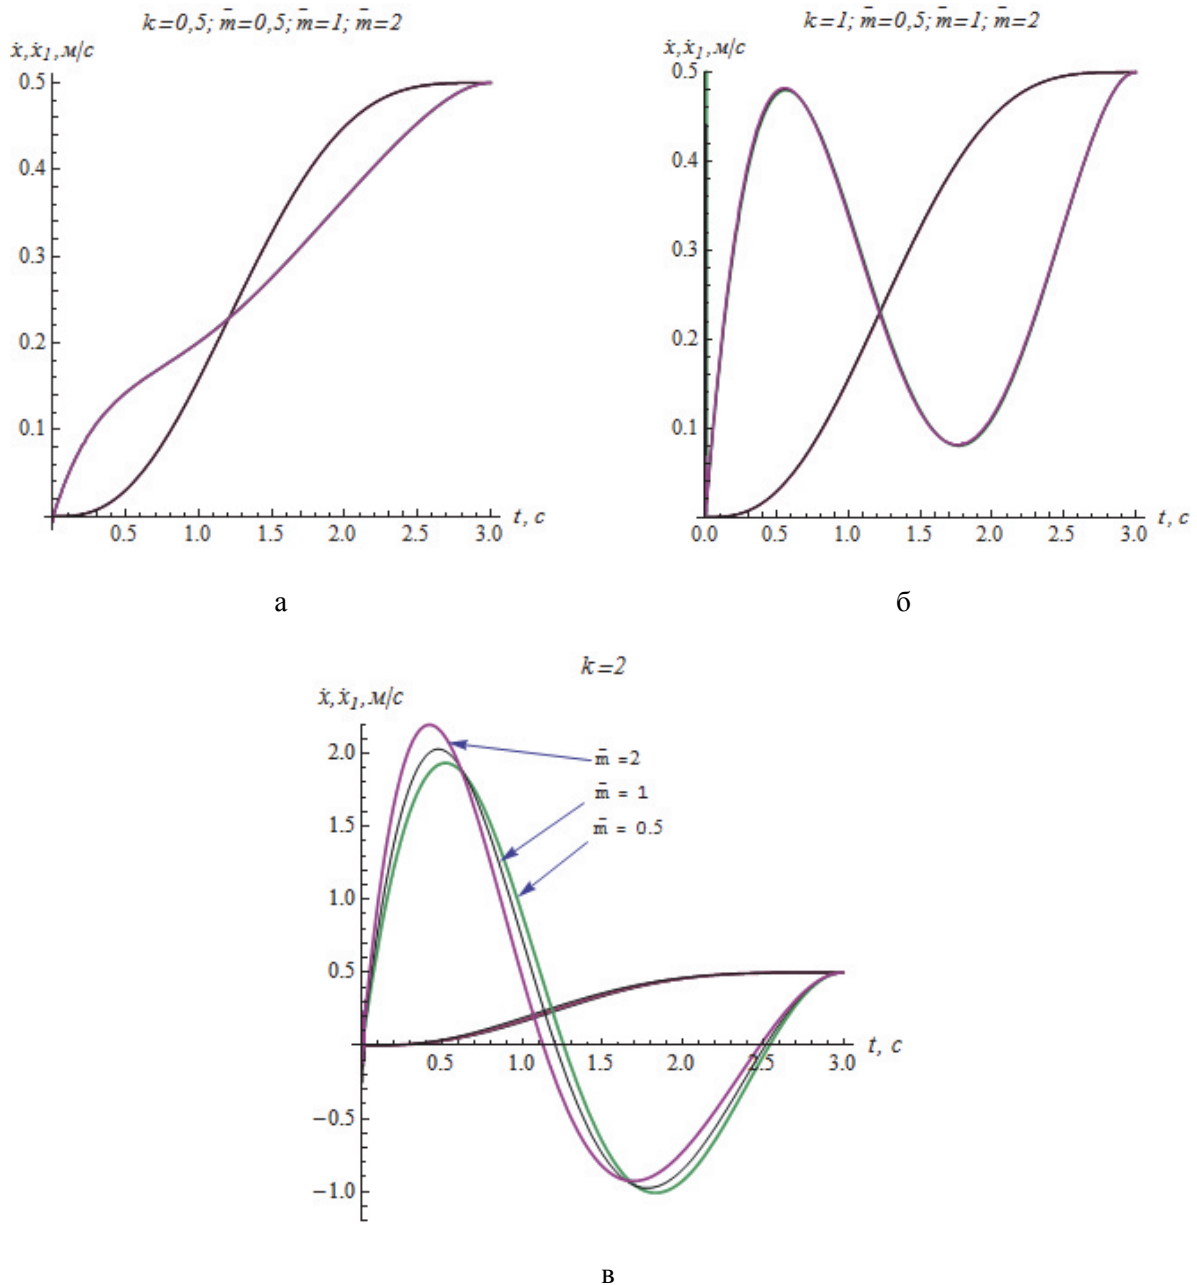 k=0,5; m̄=0,5; m̄=1; m̄=2
ẋ, ẋ₁, м/с
0.5
0.4
0.3
0.2
0.1
0.5 1.0 1.5 2.0 2.5 3.0
t, c
а
k=1; m̄=0,5; m̄=1; m̄=2
ẋ, ẋ₁, м/с
0.5
0.4
0.3
0.2
0.1
0.0 0.5 1.0 1.5 2.0 2.5 3.0
t, c
б
k=2
ẋ, ẋ₁, м/с
2.0
1.5
1.0
0.5
−0.5
−1.0
m̄ =2
m̄ = 1
m̄ = 0.5
0.5 1.0 1.5 2.0 2.5 3.0
t, c
в